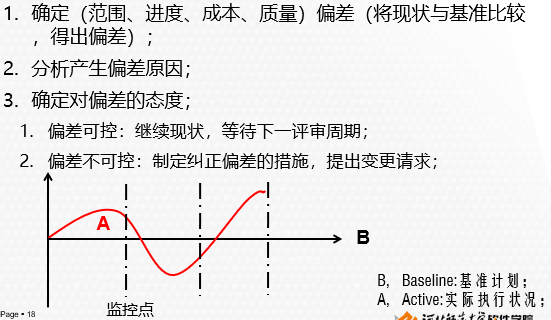 1. 确定（范围、进度、成本、质量）偏差（将现状与基准比较
，得出偏差）；
2. 分析产生偏差原因；
3. 确定对偏差的态度；
1. 偏差可控：继续现状，等待下一评审周期；
2. 偏差不可控：制定纠正偏差的措施，提出变更请求；
A
B
B，Baseline:基准计划；
A，Active:实际执行状况；
监控点
Page ▪ 18
软件学院